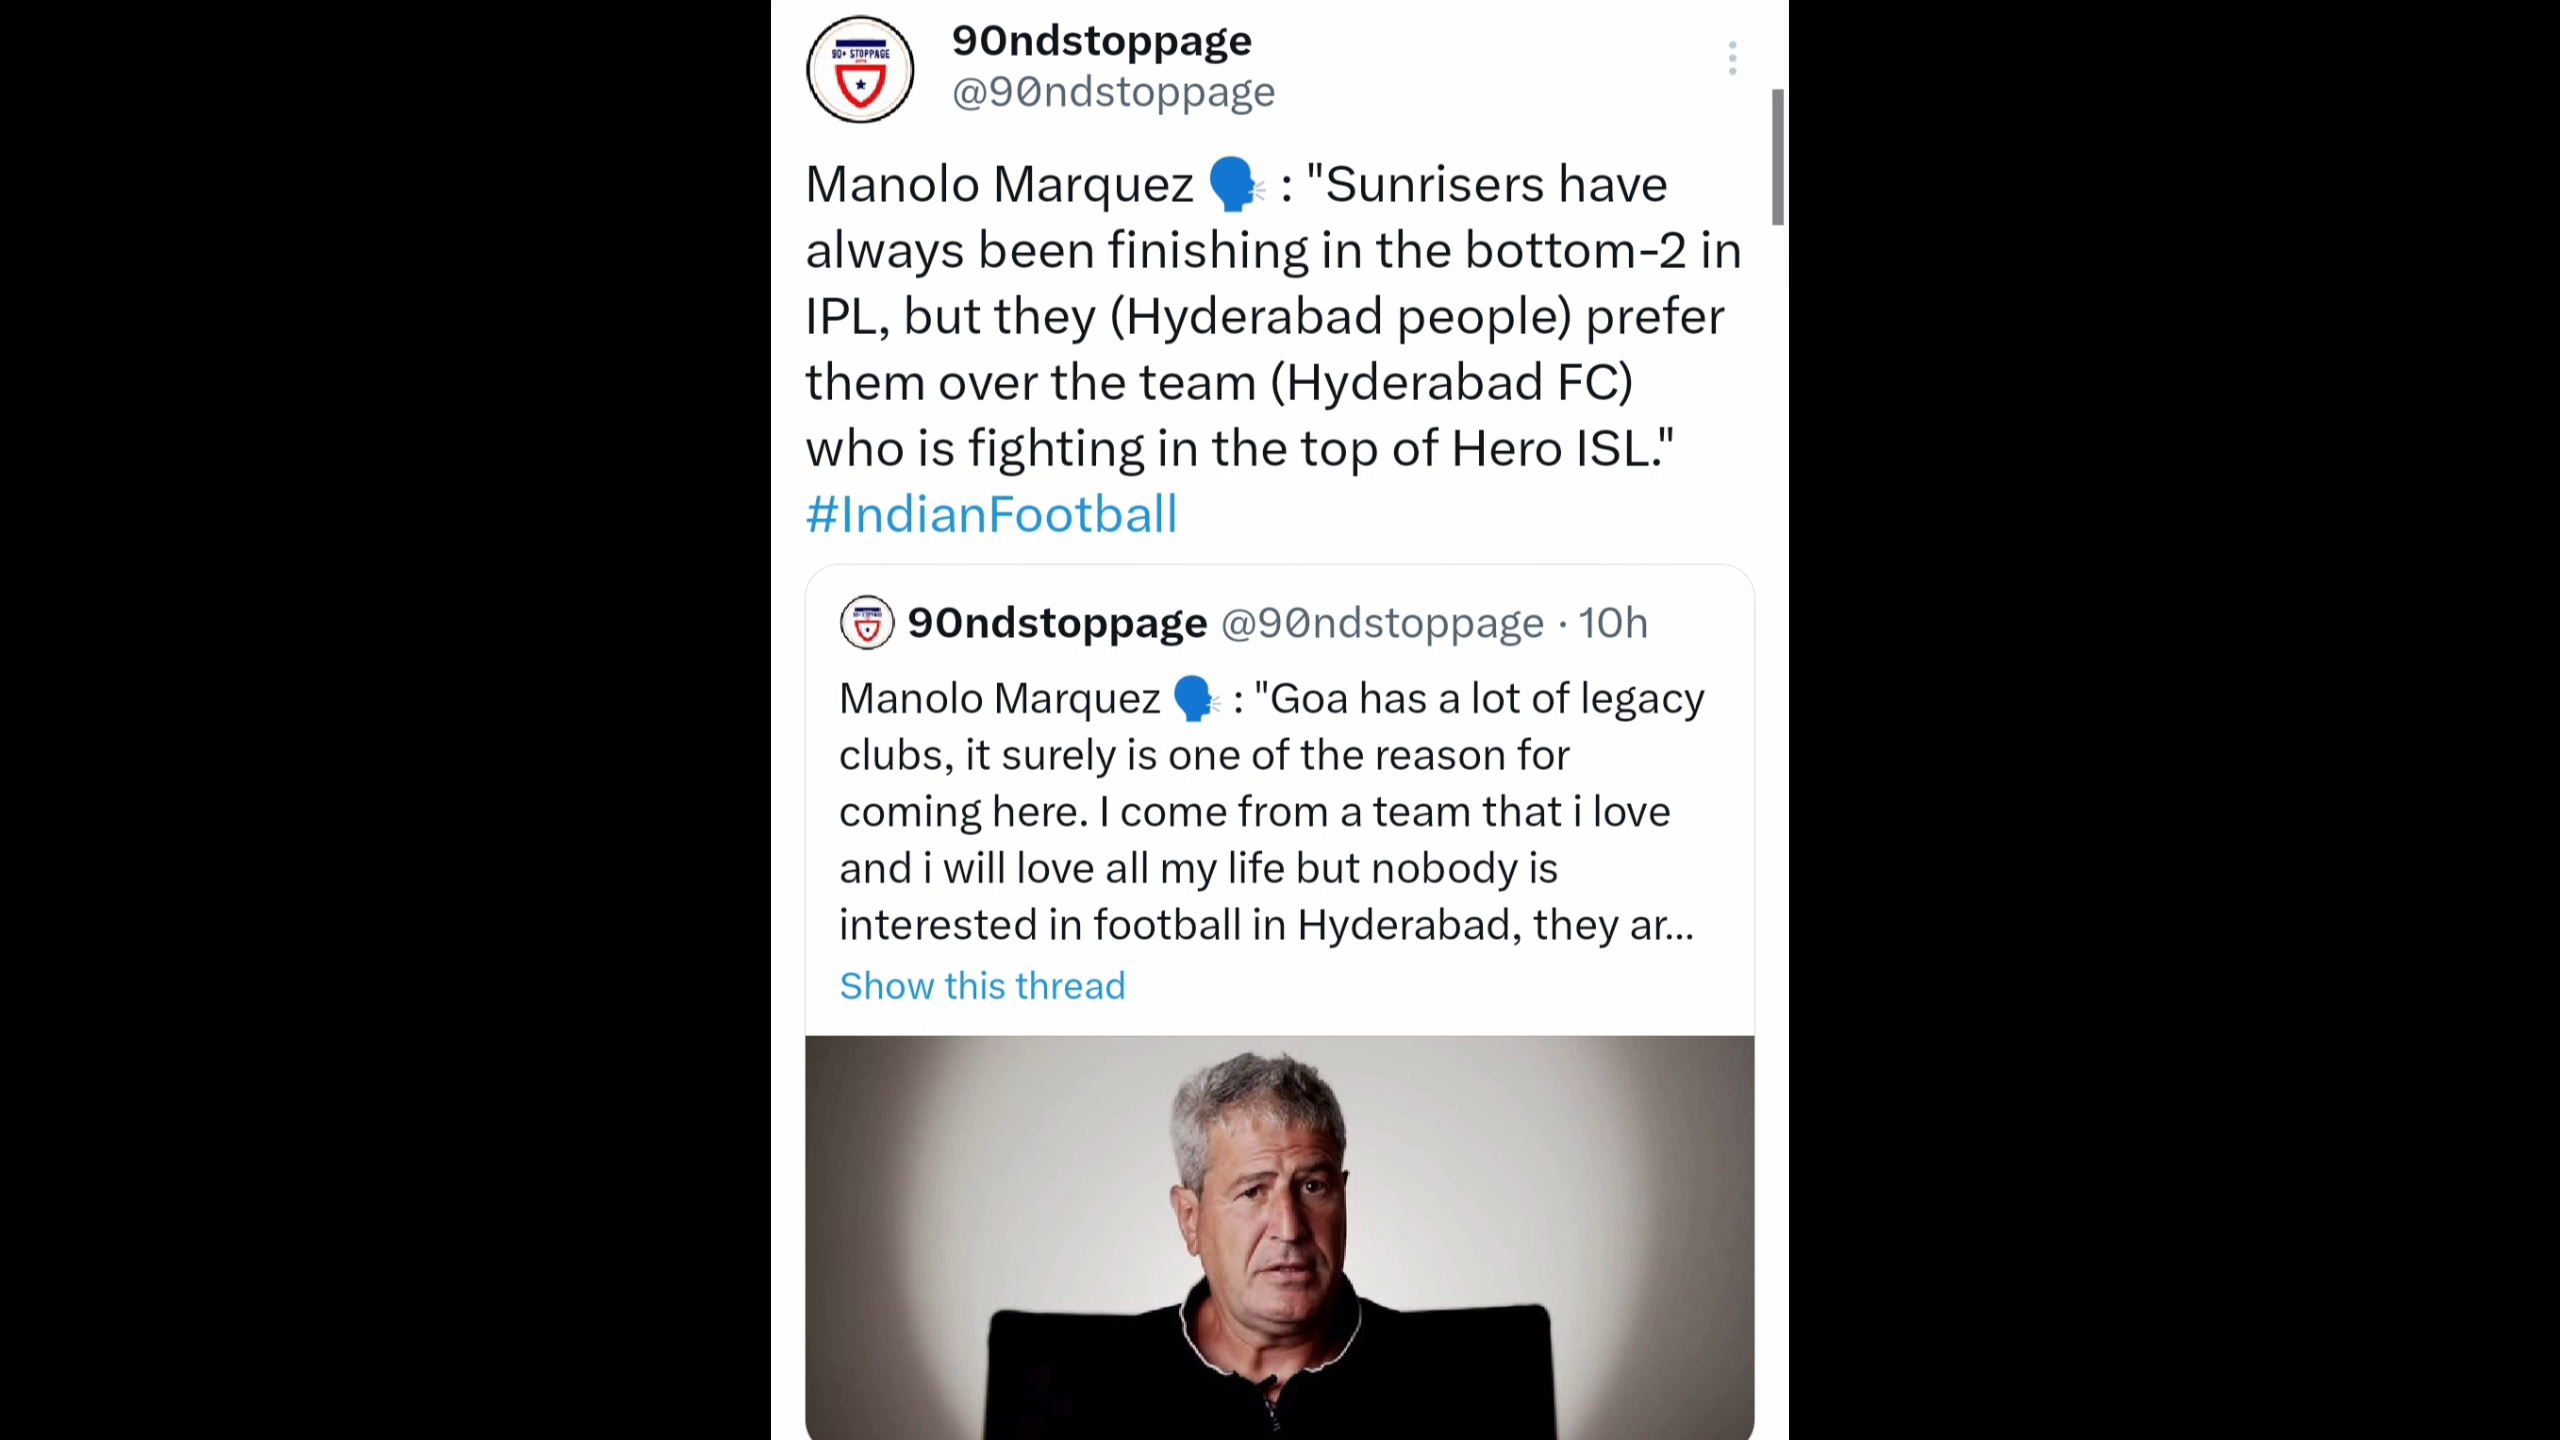 90+ STOPPAGE
90ndstoppage
@90ndstoppage
Manolo Marquez 🗣 : "Sunrisers have
always been finishing in the bottom-2 in
IPL, but they (Hyderabad people) prefer
them over the team (Hyderabad FC)
who is fighting in the top of Hero ISL."
#IndianFootball
90ndstoppage @90ndstoppage · 10h
Manolo Marquez 🗣 : "Goa has a lot of legacy
clubs, it surely is one of the reason for
coming here. I come from a team that i love
and i will love all my life but nobody is
interested in football in Hyderabad, they ar...
Show this thread